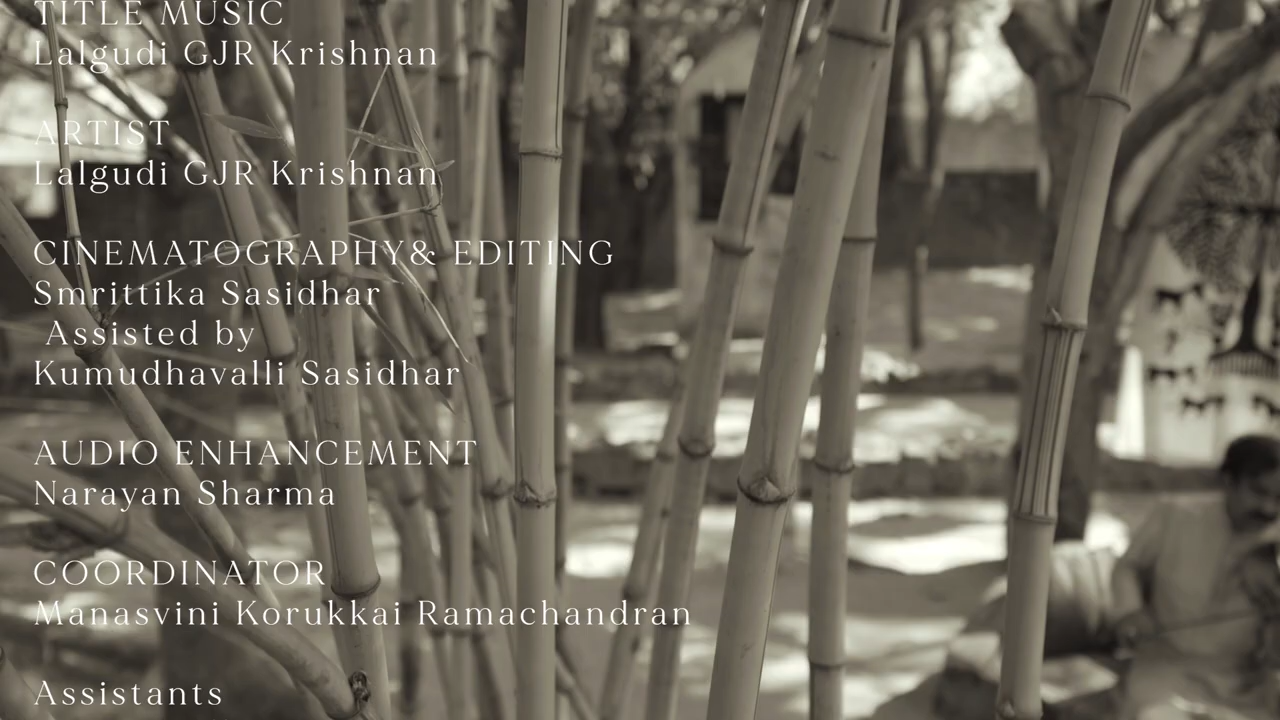 TITLE MUSIC
Lalgudi GJR Krishnan
ARTIST
Lalgudi GJR Krishnan
CINEMATOGRAPHY& EDITING
Smrittika Sasidhar
Assisted by
Kumudhavalli Sasidhar
AUDIO ENHANCEMENT
Narayan Sharma
COORDINATOR
Manasvini Korukkai Ramachandran
Assistants